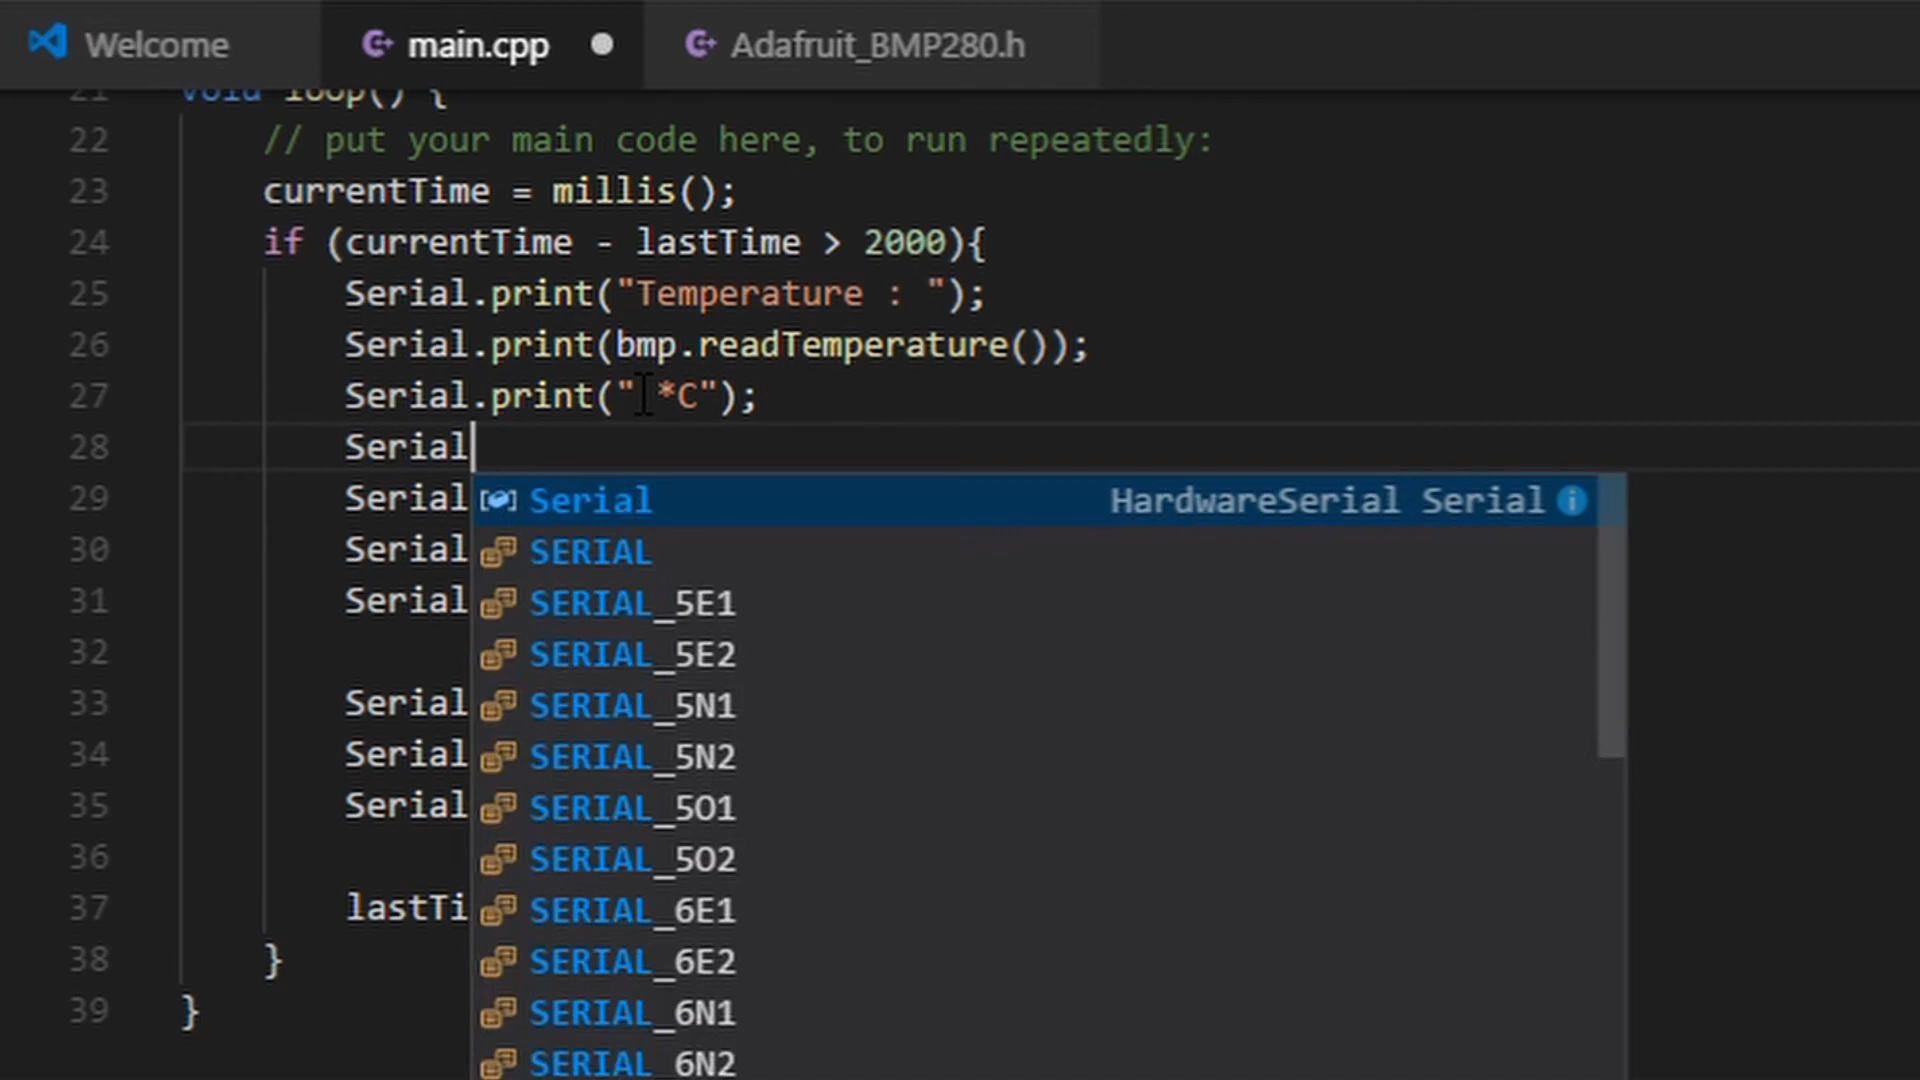 Welcome main.cpp Adafruit_BMP280.h
21 void loop() {
22 // put your main code here, to run repeatedly:
23 currentTime = millis();
24 if (currentTime - lastTime > 2000){
25 Serial.print("Temperature : ");
26 Serial.print(bmp.readTemperature());
27 Serial.print(" *C");
28 Serial
29 Serial Serial HardwareSerial Serial
30 Serial SERIAL
31 Serial SERIAL_5E1
32 SERIAL_5E2
33 Serial SERIAL_5N1
34 Serial SERIAL_5N2
35 Serial SERIAL_5O1
36 SERIAL_5O2
37 lastTi SERIAL_6E1
38 } SERIAL_6E2
39 } SERIAL_6N1
SERIAL_6N2